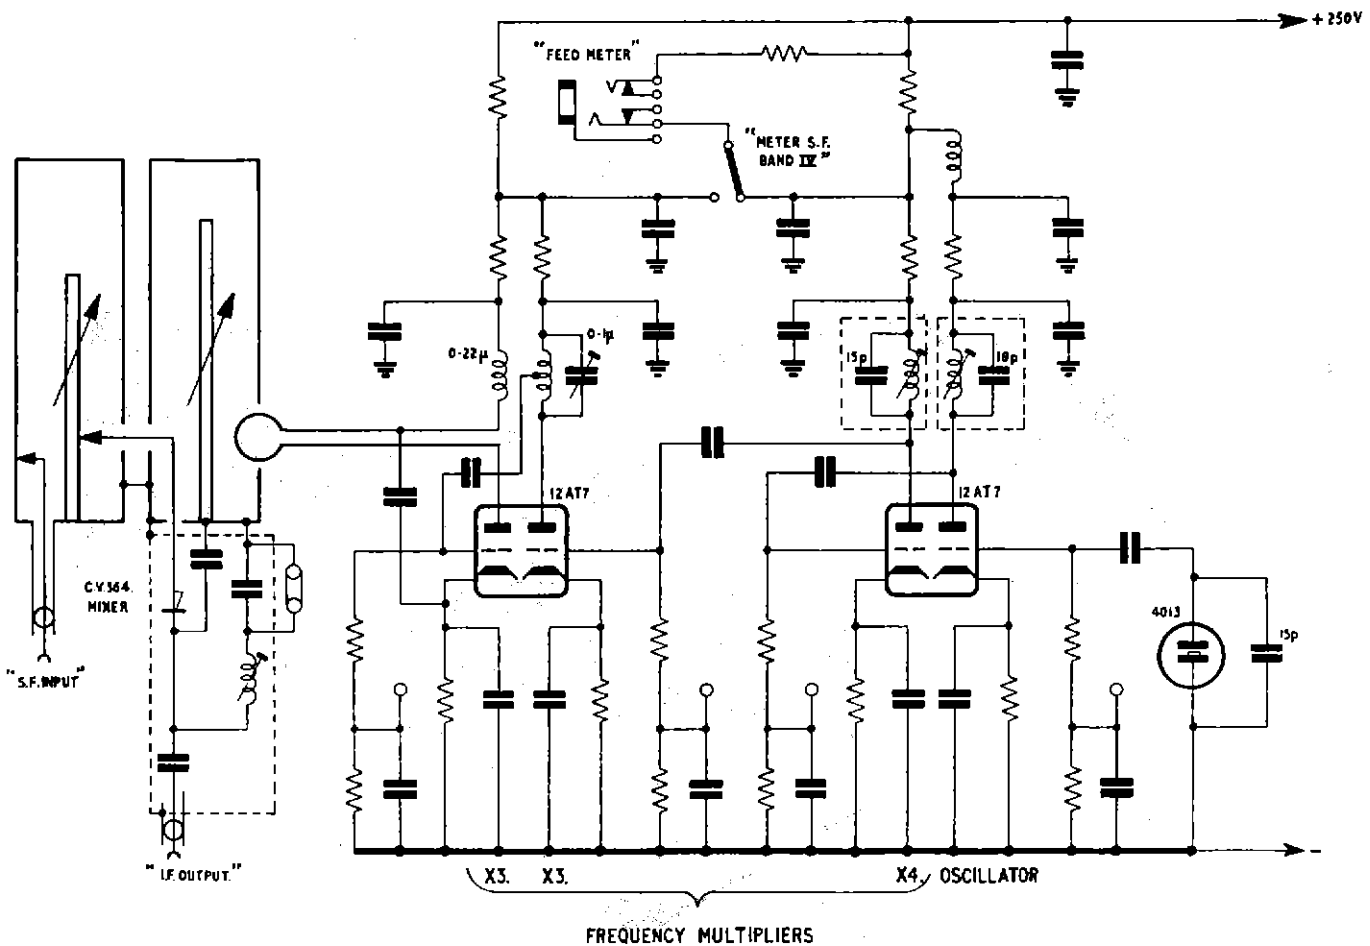 + 250V
"FEED METER"
"METER S.F.
BAND IV"
0·22µ
0·1µ
15p
18p
12AT7
12AT7
C.V.364.
MIXER
4013
15p
"S.F. INPUT"
"I.F. OUTPUT."
X3.
X3.
X4.
OSCILLATOR
-
FREQUENCY MULTIPLIERS